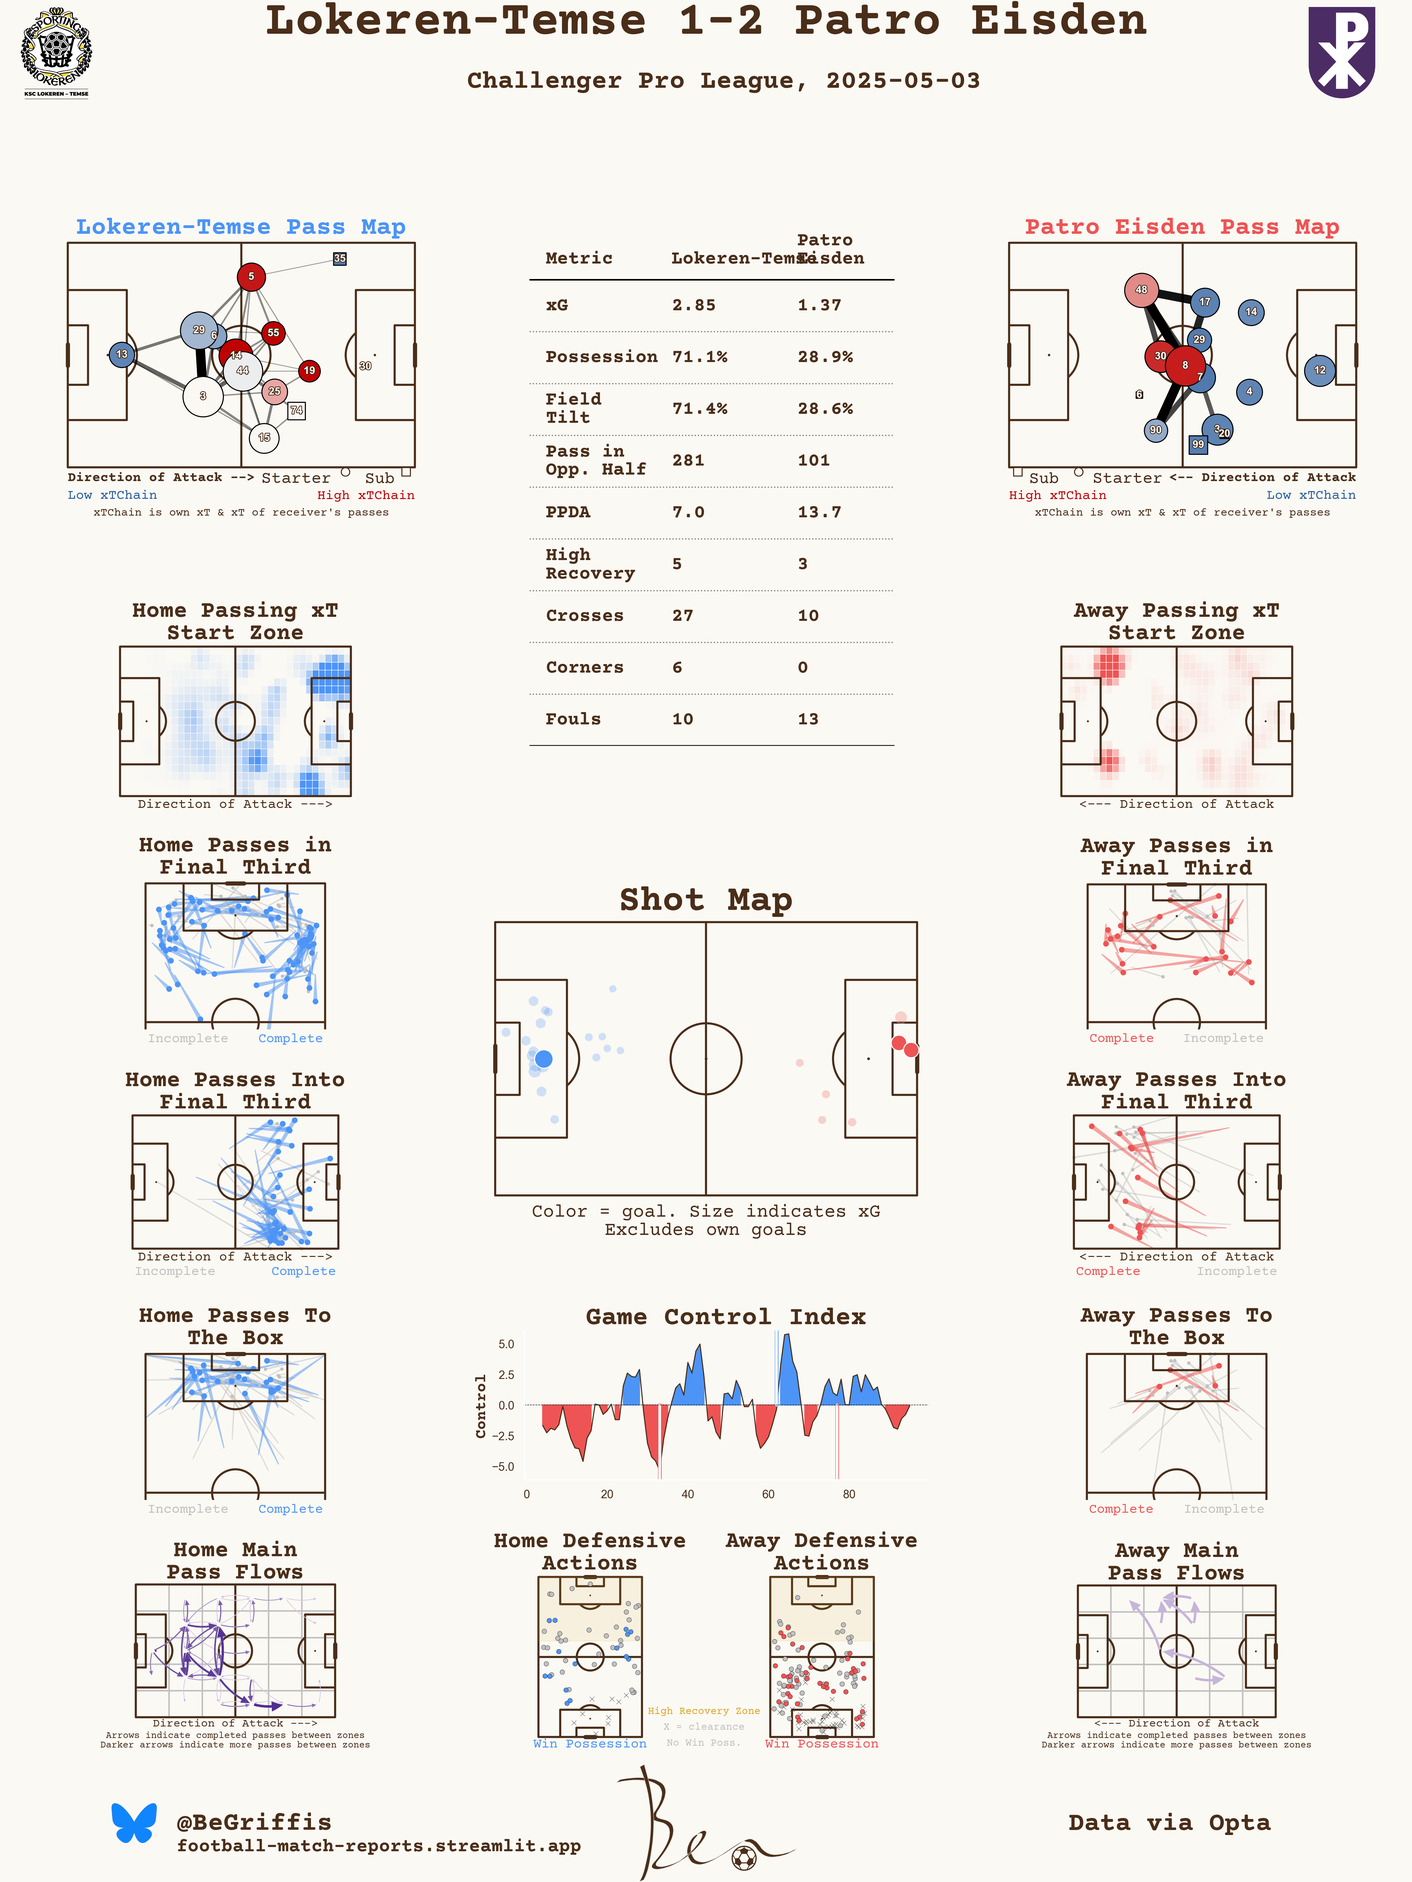 Lokeren-Temse 1-2 Patro Eisden
Challenger Pro League, 2025-05-03
SPORTING
LOKEREN
KSC LOKEREN - TEMSE
P
Lokeren-Temse Pass Map
35
5
29
6
55
13
14
44
19
30
3
25
74
15
Direction of Attack --> Starter Sub
Low xTChain High xTChain
xTChain is own xT & xT of receiver's passes
Metric Lokeren-Temse Patro Eisden
xG 2.85 1.37
Possession 71.1% 28.9%
Field Tilt 71.4% 28.6%
Pass in Opp. Half 281 101
PPDA 7.0 13.7
High Recovery 5 3
Crosses 27 10
Corners 6 0
Fouls 10 13
Patro Eisden Pass Map
48
17
14
29
30
8
7
12
6
4
90
3
20
99
Sub Starter <-- Direction of Attack
High xTChain Low xTChain
xTChain is own xT & xT of receiver's passes
Home Passing xT
Start Zone
Direction of Attack --->
Away Passing xT
Start Zone
<--- Direction of Attack
Home Passes in
Final Third
Incomplete Complete
Away Passes in
Final Third
Complete Incomplete
Shot Map
Color = goal. Size indicates xG
Excludes own goals
Home Passes Into
Final Third
Direction of Attack --->
Incomplete Complete
Away Passes Into
Final Third
<--- Direction of Attack
Complete Incomplete
Home Passes To
The Box
Incomplete Complete
Game Control Index
Control
5.0
2.5
0.0
−2.5
−5.0
0 20 40 60 80
Away Passes To
The Box
Complete Incomplete
Home Main
Pass Flows
Direction of Attack --->
Arrows indicate completed passes between zones
Darker arrows indicate more passes between zones
Home Defensive
Actions
Win Possession
Away Defensive
Actions
Win Possession
High Recovery Zone
X = clearance
No Win Poss.
Away Main
Pass Flows
<--- Direction of Attack
Arrows indicate completed passes between zones
Darker arrows indicate more passes between zones
@BeGriffis
football-match-reports.streamlit.app
Ben
Data via Opta